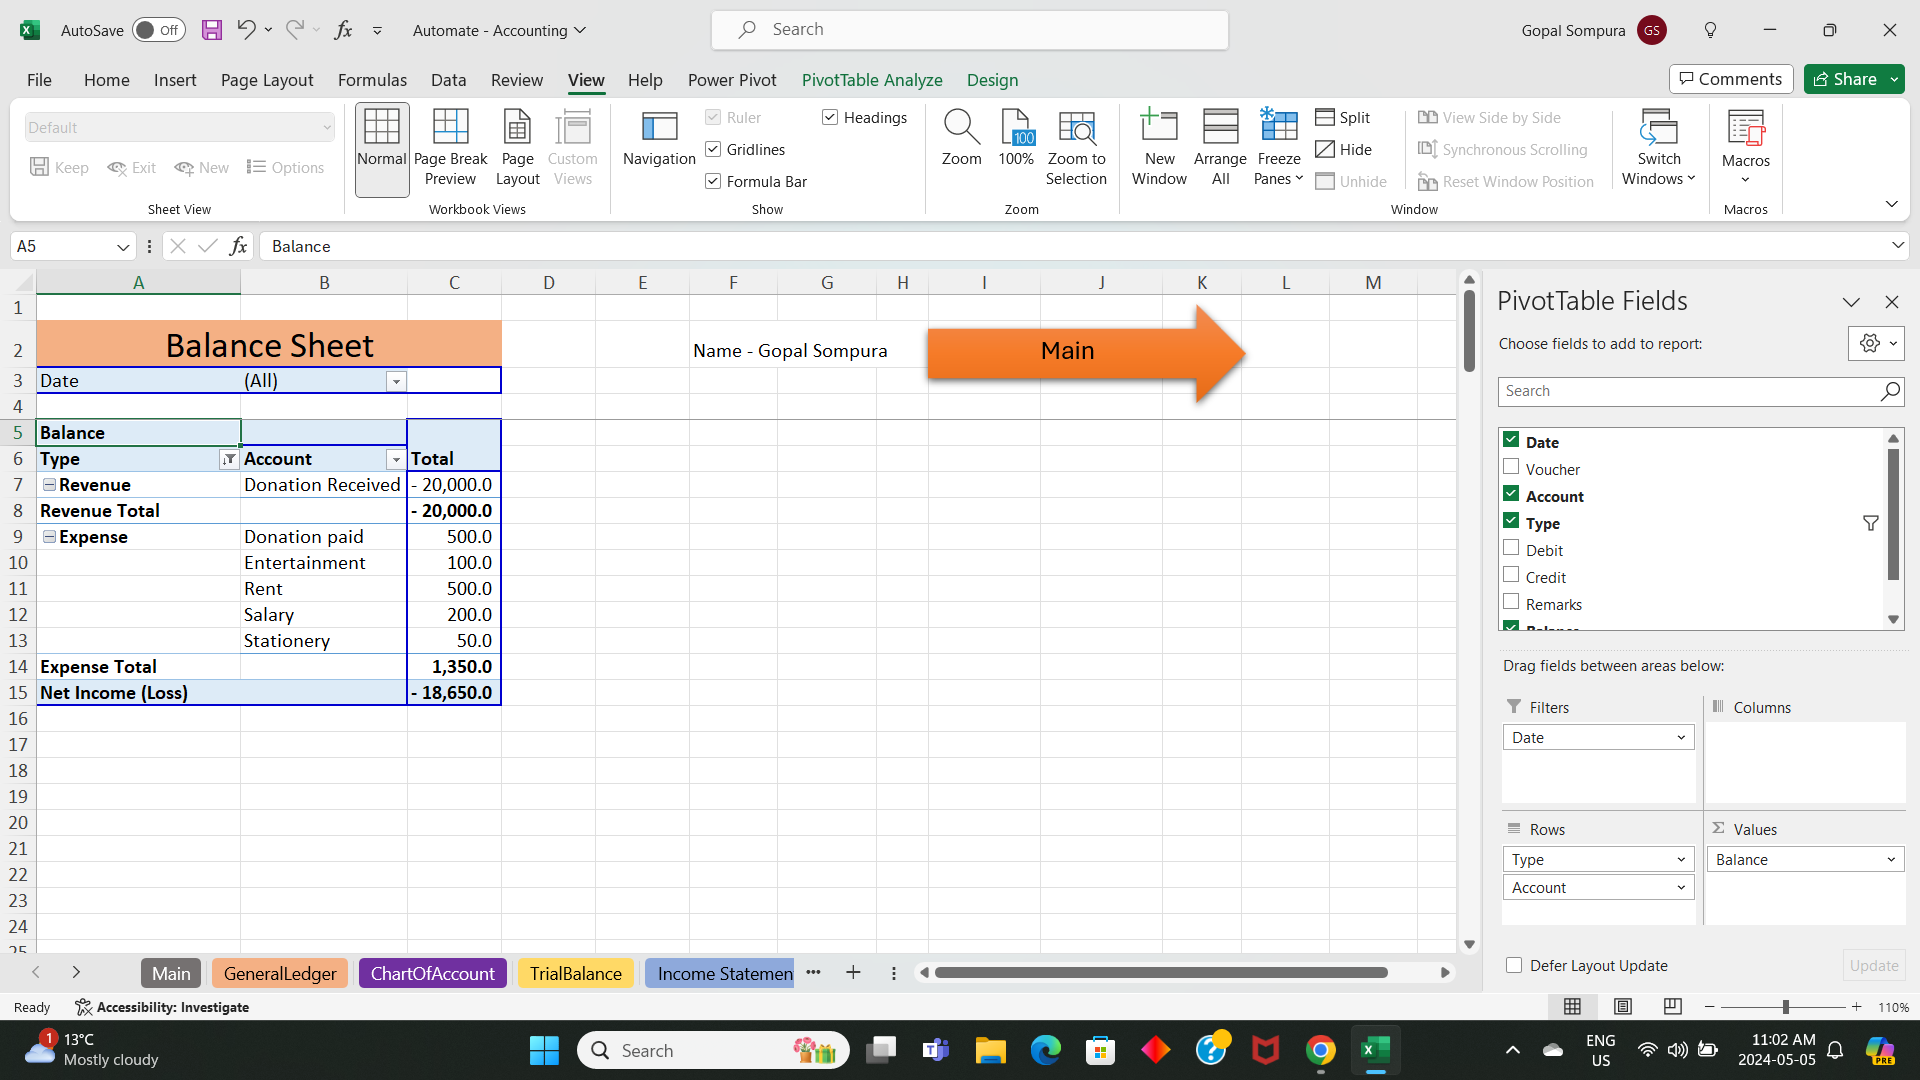 AutoSave Off Automate - Accounting Search Gopal Sompura GS
File Home Insert Page Layout Formulas Data Review View Help Power Pivot PivotTable Analyze Design Comments Share
Default
Keep Exit New Options
Sheet View
Normal Page Break Preview Page Layout Custom Views
Workbook Views
Navigation Ruler Headings
Gridlines
Formula Bar
Show
Zoom 100 100% Zoom to Selection
Zoom
New Window Arrange All Freeze Panes Split
Hide
Unhide
View Side by Side
Synchronous Scrolling
Reset Window Position
Switch Windows
Window
Macros
Macros
A5 fx Balance
A B C D E F G H I J K L M
1
2 Balance Sheet Name - Gopal Sompura Main
3 Date (All)
4
5 Balance
6 Type Account Total
7 Revenue Donation Received - 20,000.0
8 Revenue Total - 20,000.0
9 Expense Donation paid 500.0
10 Entertainment 100.0
11 Rent 500.0
12 Salary 200.0
13 Stationery 50.0
14 Expense Total 1,350.0
15 Net Income (Loss) - 18,650.0
16
17
18
19
20
21
22
23
24
25
PivotTable Fields
Choose fields to add to report:
Search
Date
Voucher
Account
Type
Debit
Credit
Remarks
Balance
Drag fields between areas below:
Filters Columns
Date
Rows Values
Type Balance
Account
Defer Layout Update Update
Main GeneralLedger ChartOfAccount TrialBalance Income Statemen ...
Ready Accessibility: Investigate 110%
1 13°C
Mostly cloudy
Search
ENG
US
11:02 AM
2024-05-05
PRE